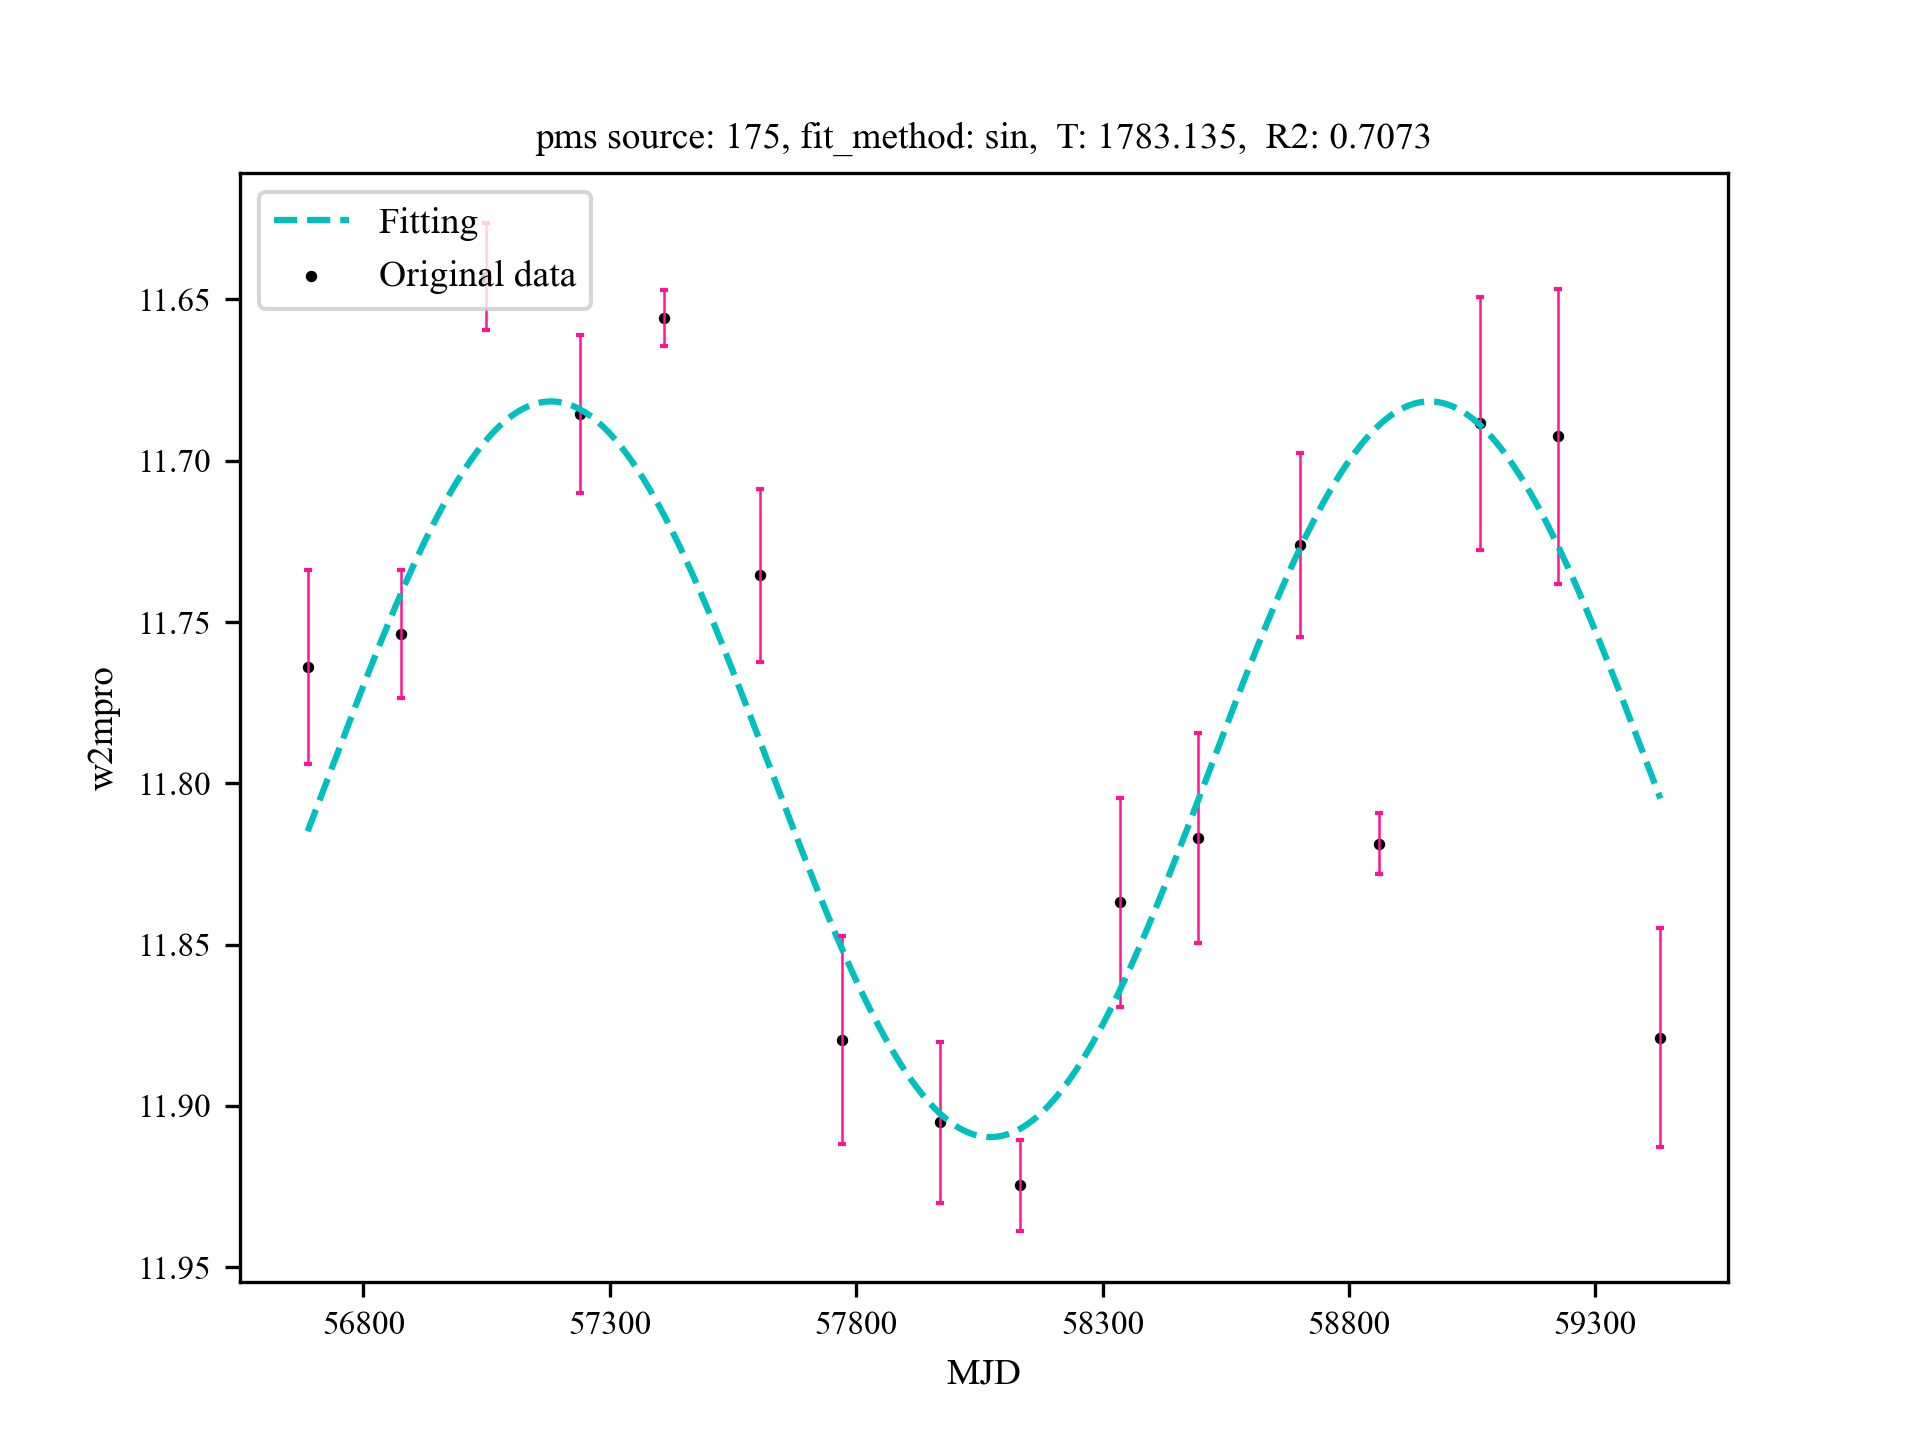 pms source: 175, fit_method: sin,  T: 1783.135,  R2: 0.7073
Fitting
Original data
11.65
11.70
11.75
11.80
11.85
11.90
11.95
w2mpro
56800 57300 57800 58300 58800 59300
MJD